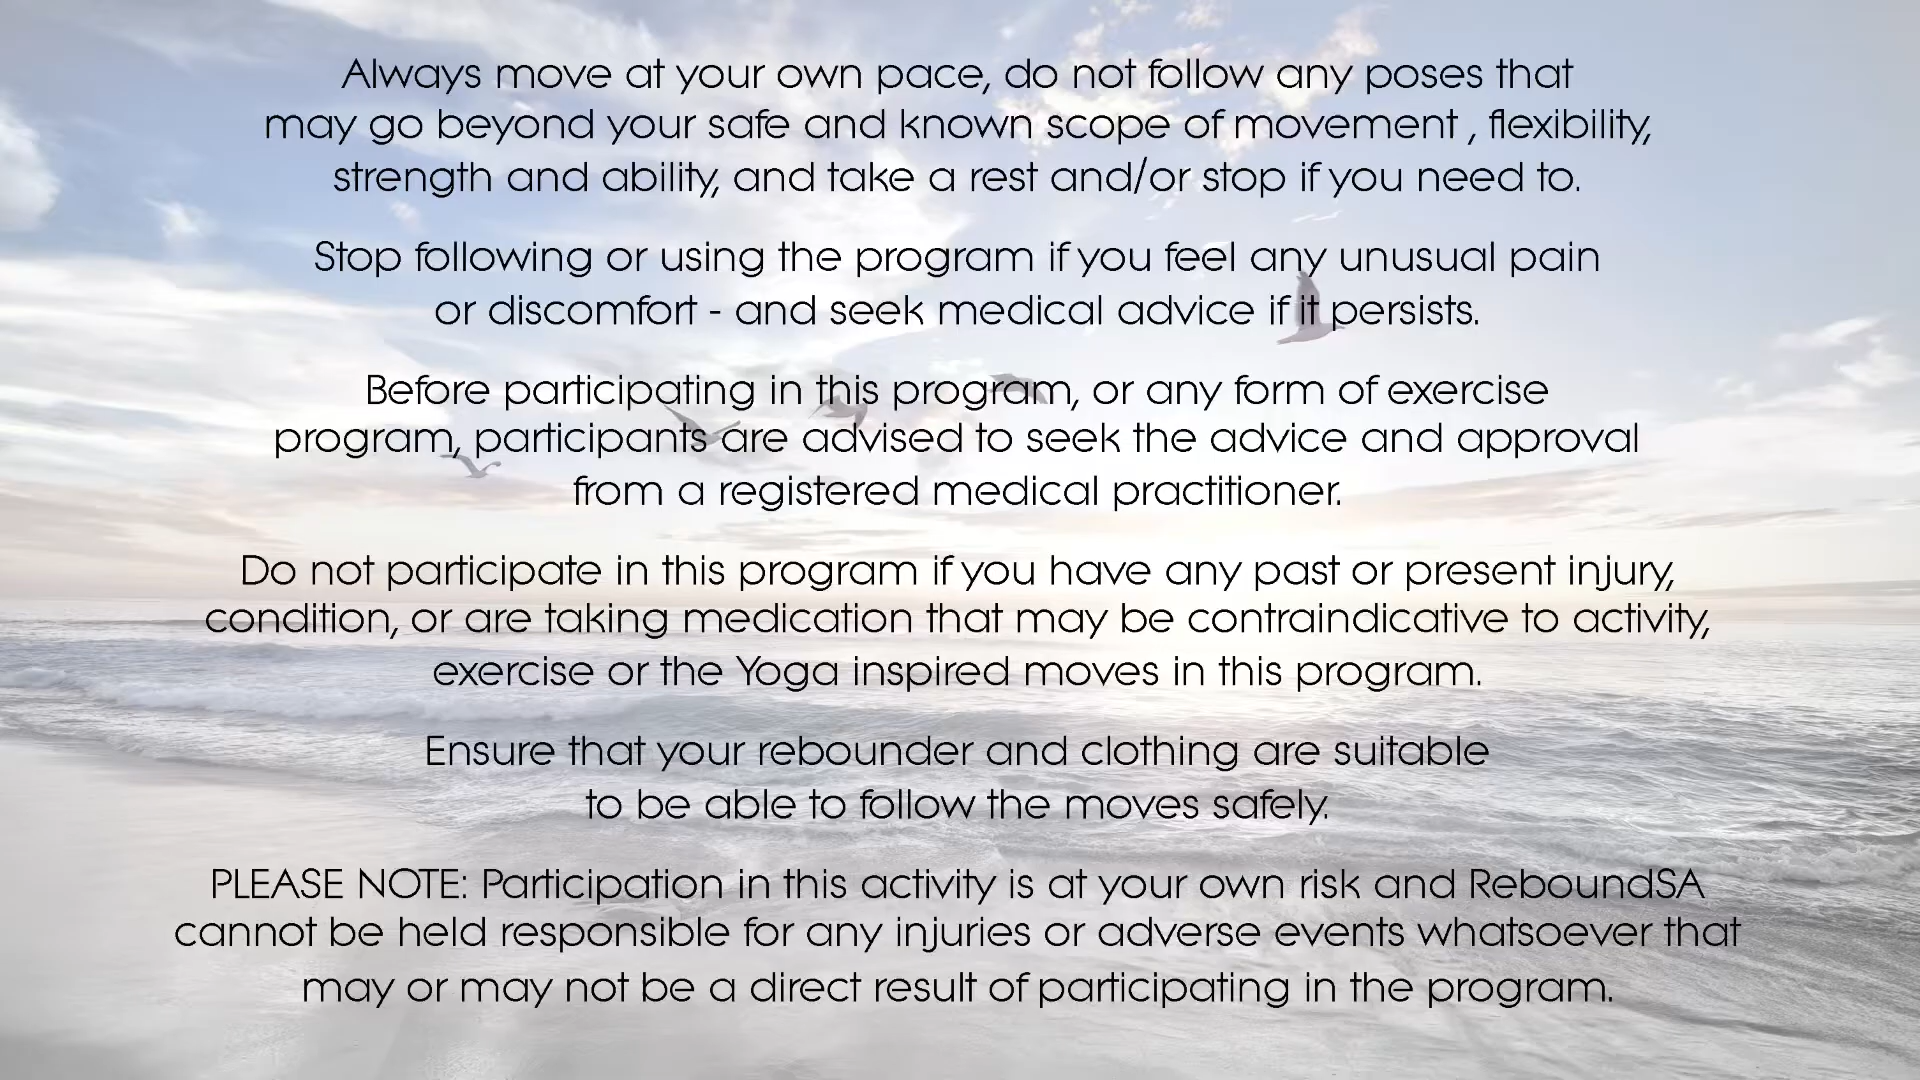 Always move at your own pace, do not follow any poses that
may go beyond your safe and known scope of movement , flexibility,
strength and ability, and take a rest and/or stop if you need to.
Stop following or using the program if you feel any unusual pain
or discomfort - and seek medical advice if it persists.
Before participating in this program, or any form of exercise
program, participants are advised to seek the advice and approval
from a registered medical practitioner.
Do not participate in this program if you have any past or present injury,
condition, or are taking medication that may be contraindicative to activity,
exercise or the Yoga inspired moves in this program.
Ensure that your rebounder and clothing are suitable
to be able to follow the moves safely.
PLEASE NOTE: Participation in this activity is at your own risk and ReboundSA
cannot be held responsible for any injuries or adverse events whatsoever that
may or may not be a direct result of participating in the program.